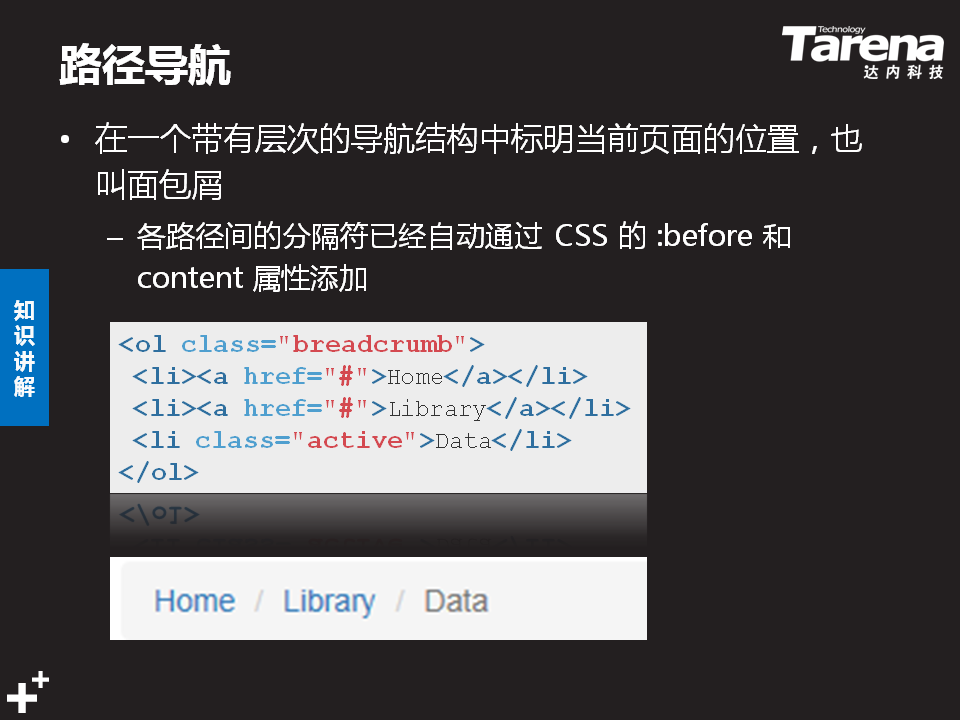 路径导航
Technology
Tarena
达内科技
• 在一个带有层次的导航结构中标明当前页面的位置，也
叫面包屑
– 各路径间的分隔符已经自动通过 CSS 的 :before 和
content 属性添加
知识讲解
<ol class="breadcrumb">
<li><a href="#">Home</a></li>
<li><a href="#">Library</a></li>
<li class="active">Data</li>
</ol>
Home / Library / Data